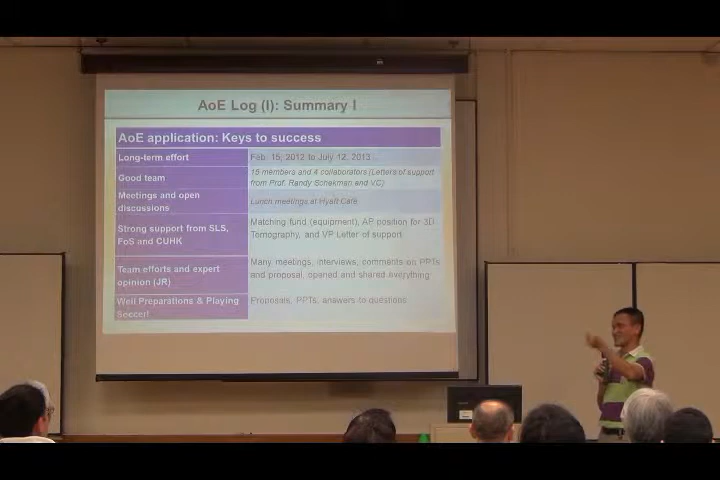 AoE Log (I): Summary I
AoE application: Keys to success
Long-term effort
Feb. 15, 2012 to July 12, 2013 ...
Good team
15 members and 4 collaborators (Letters of support
from Prof. Randy Schekman and VC)
Meetings and open
discussions
Lunch meetings at Hyatt Café
Strong support from SLS,
FoS and CUHK
Matching fund (equipment), AP position for 3D
Tomography, and VP Letter of support
Team efforts and expert
opinion (JR)
Many meetings, interviews, comments on PPTs
and proposal, opened and shared everything
Well Preparations & Playing
Soccer!
Proposals, PPTs, answers to questions